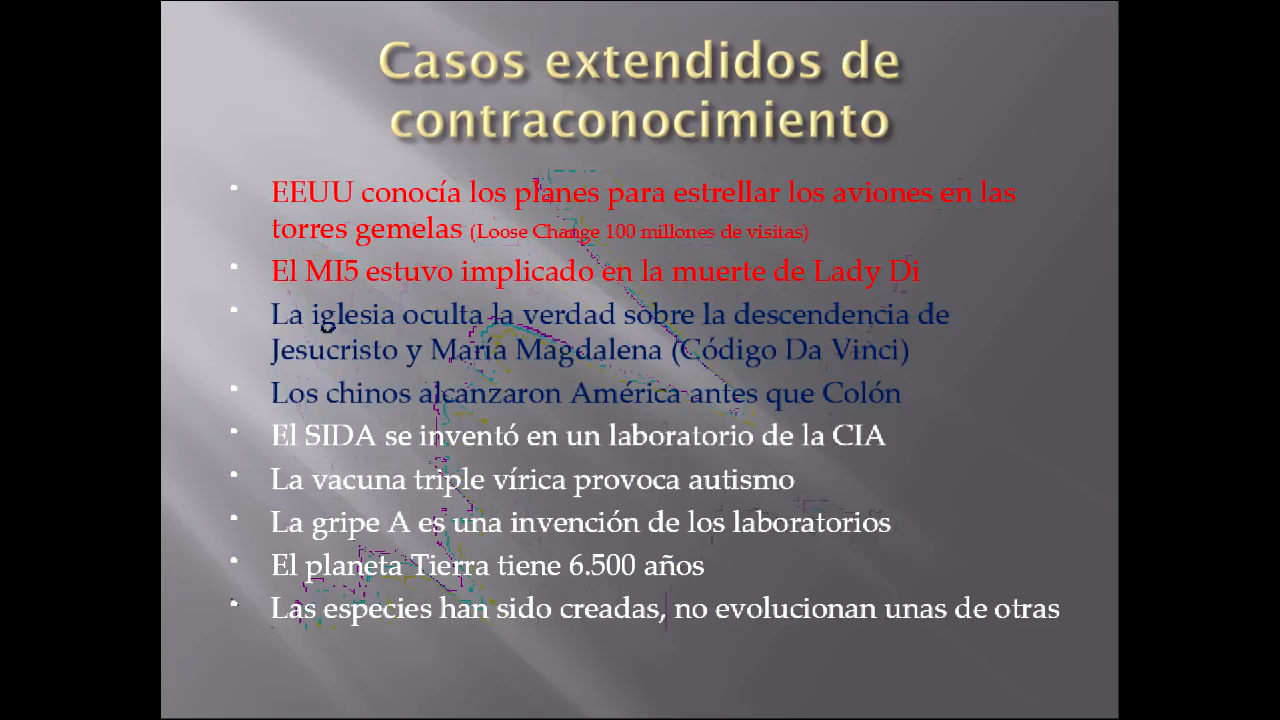 Casos extendidos de
contraconocimiento
EEUU conocía los planes para estrellar los aviones en las
torres gemelas (Loose Change 100 millones de visitas)
El MI5 estuvo implicado en la muerte de Lady Di
La iglesia oculta la verdad sobre la descendencia de
Jesucristo y María Magdalena (Código Da Vinci)
Los chinos alcanzaron América antes que Colón
El SIDA se inventó en un laboratorio de la CIA
La vacuna triple vírica provoca autismo
La gripe A es una invención de los laboratorios
El planeta Tierra tiene 6.500 años
Las especies han sido creadas, no evolucionan unas de otras